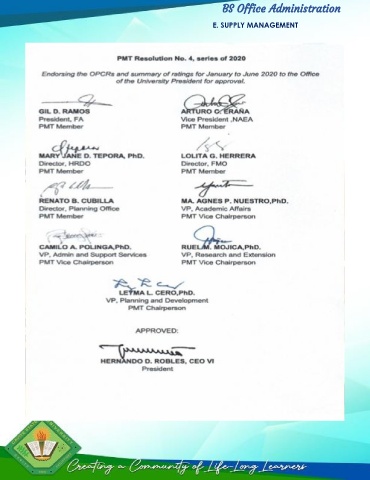 BS Office Administration
E. SUPPLY MANAGEMENT
PMT Resolution No. 4, series of 2020
Endorsing the OPCRs and summary of ratings for January to June 2020 to the Office
of the University President for approval.
GIL D. RAMOS
President, FA
PMT Member
ARTURO G. ERAÑA
Vice President ,NAEA
PMT Member
MARY JANE D. TEPORA, PhD.
Director, HRDO
PMT Member
LOLITA G. HERRERA
Director, FMO
PMT Member
RENATO B. CUBILLA
Director, Planning Office
PMT Member
MA. AGNES P. NUESTRO,PhD.
VP, Academic Affairs
PMT Vice Chairperson
CAMILO A. POLINGA,PhD.
VP, Admin and Support Services
PMT Vice Chairperson
RUEL M. MOJICA,PhD.
VP, Research and Extension
PMT Vice Chairperson
LETMA L. CERO,PhD.
VP, Planning and Development
PMT Chairperson
APPROVED:
HERNANDO D. ROBLES, CEO VI
President
Creating a Community of Life-Long Learners